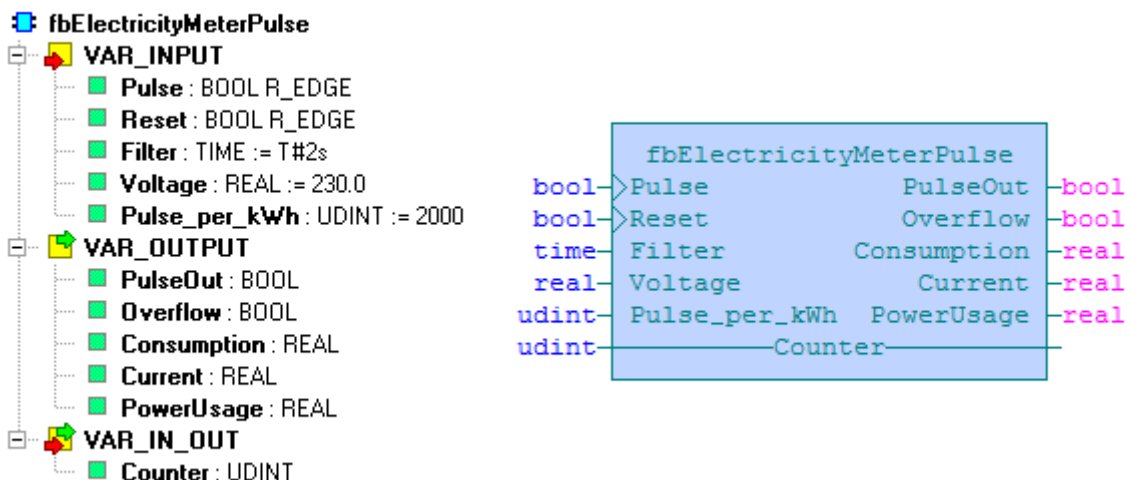 fbElectricityMeterPulse
VAR_INPUT
Pulse : BOOL R_EDGE
Reset : BOOL R_EDGE
Filter : TIME := T#2s
Voltage : REAL := 230.0
Pulse_per_kWh : UDINT := 2000
VAR_OUTPUT
PulseOut : BOOL
Overflow : BOOL
Consumption : REAL
Current : REAL
PowerUsage : REAL
VAR_IN_OUT
Counter : UDINT
fbElectricityMeterPulse
bool Pulse PulseOut bool
bool Reset Overflow bool
time Filter Consumption real
real Voltage Current real
udint Pulse_per_kWh PowerUsage real
udint Counter